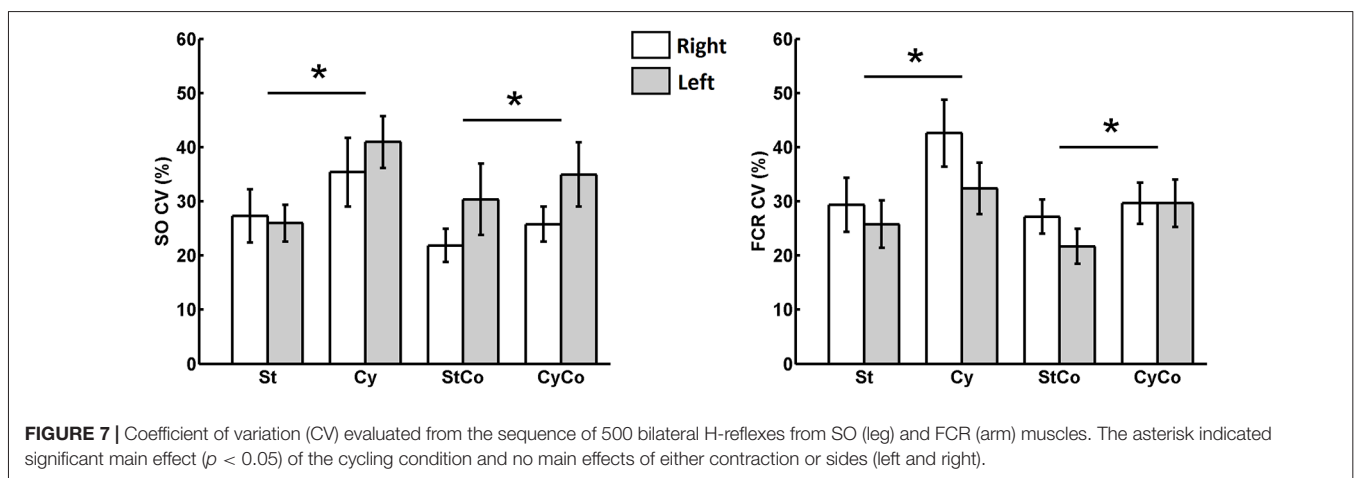 60
50
40
30
20
10
0
SO CV (%)
*
*
St
Cy
StCo
CyCo
Right
Left
60
50
40
30
20
10
0
FCR CV (%)
*
*
St
Cy
StCo
CyCo
FIGURE 7 | Coefficient of variation (CV) evaluated from the sequence of 500 bilateral H-reflexes from SO (leg) and FCR (arm) muscles. The asterisk indicated
significant main effect (p < 0.05) of the cycling condition and no main effects of either contraction or sides (left and right).